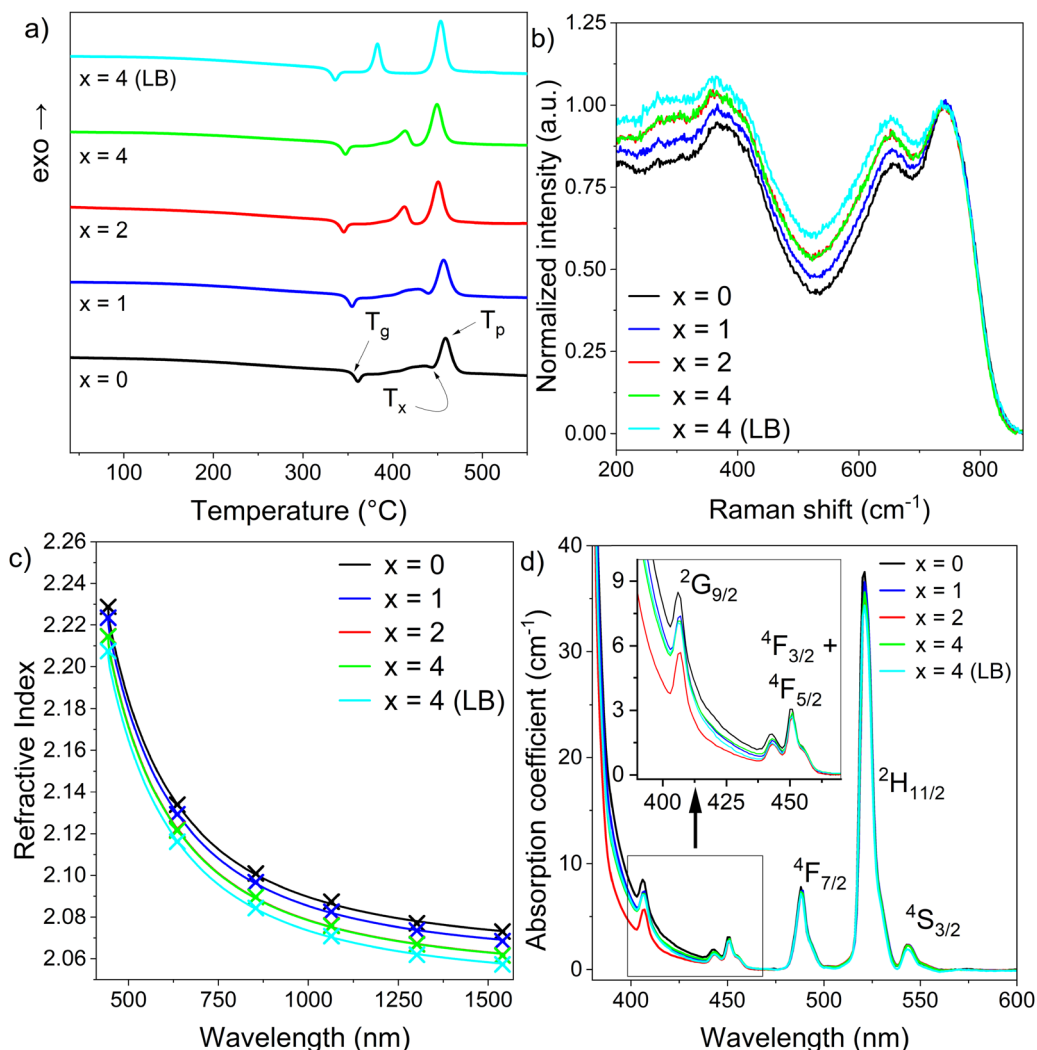 a)
exo →
x = 4 (LB)
x = 4
x = 2
x = 1
x = 0
Tg
Tp
Tx
100 200 300 400 500
Temperature (°C)
b)
Normalized intensity (a.u.)
1.25
1.00
0.75
0.50
0.25
0.00
x = 0
x = 1
x = 2
x = 4
x = 4 (LB)
200 400 600 800
Raman shift (cm⁻¹)
c)
Refractive Index
2.26
2.24
2.22
2.20
2.18
2.16
2.14
2.12
2.10
2.08
2.06
x = 0
x = 1
x = 2
x = 4
x = 4 (LB)
500 750 1000 1250 1500
Wavelength (nm)
d)
Absorption coefficient (cm⁻¹)
40
30
20
10
0
9
6
3
0
²G9/2
⁴F3/2 +
⁴F5/2
400 425 450
x = 0
x = 1
x = 2
x = 4
x = 4 (LB)
²H11/2
⁴F7/2
⁴S3/2
400 450 500 550 600
Wavelength (nm)